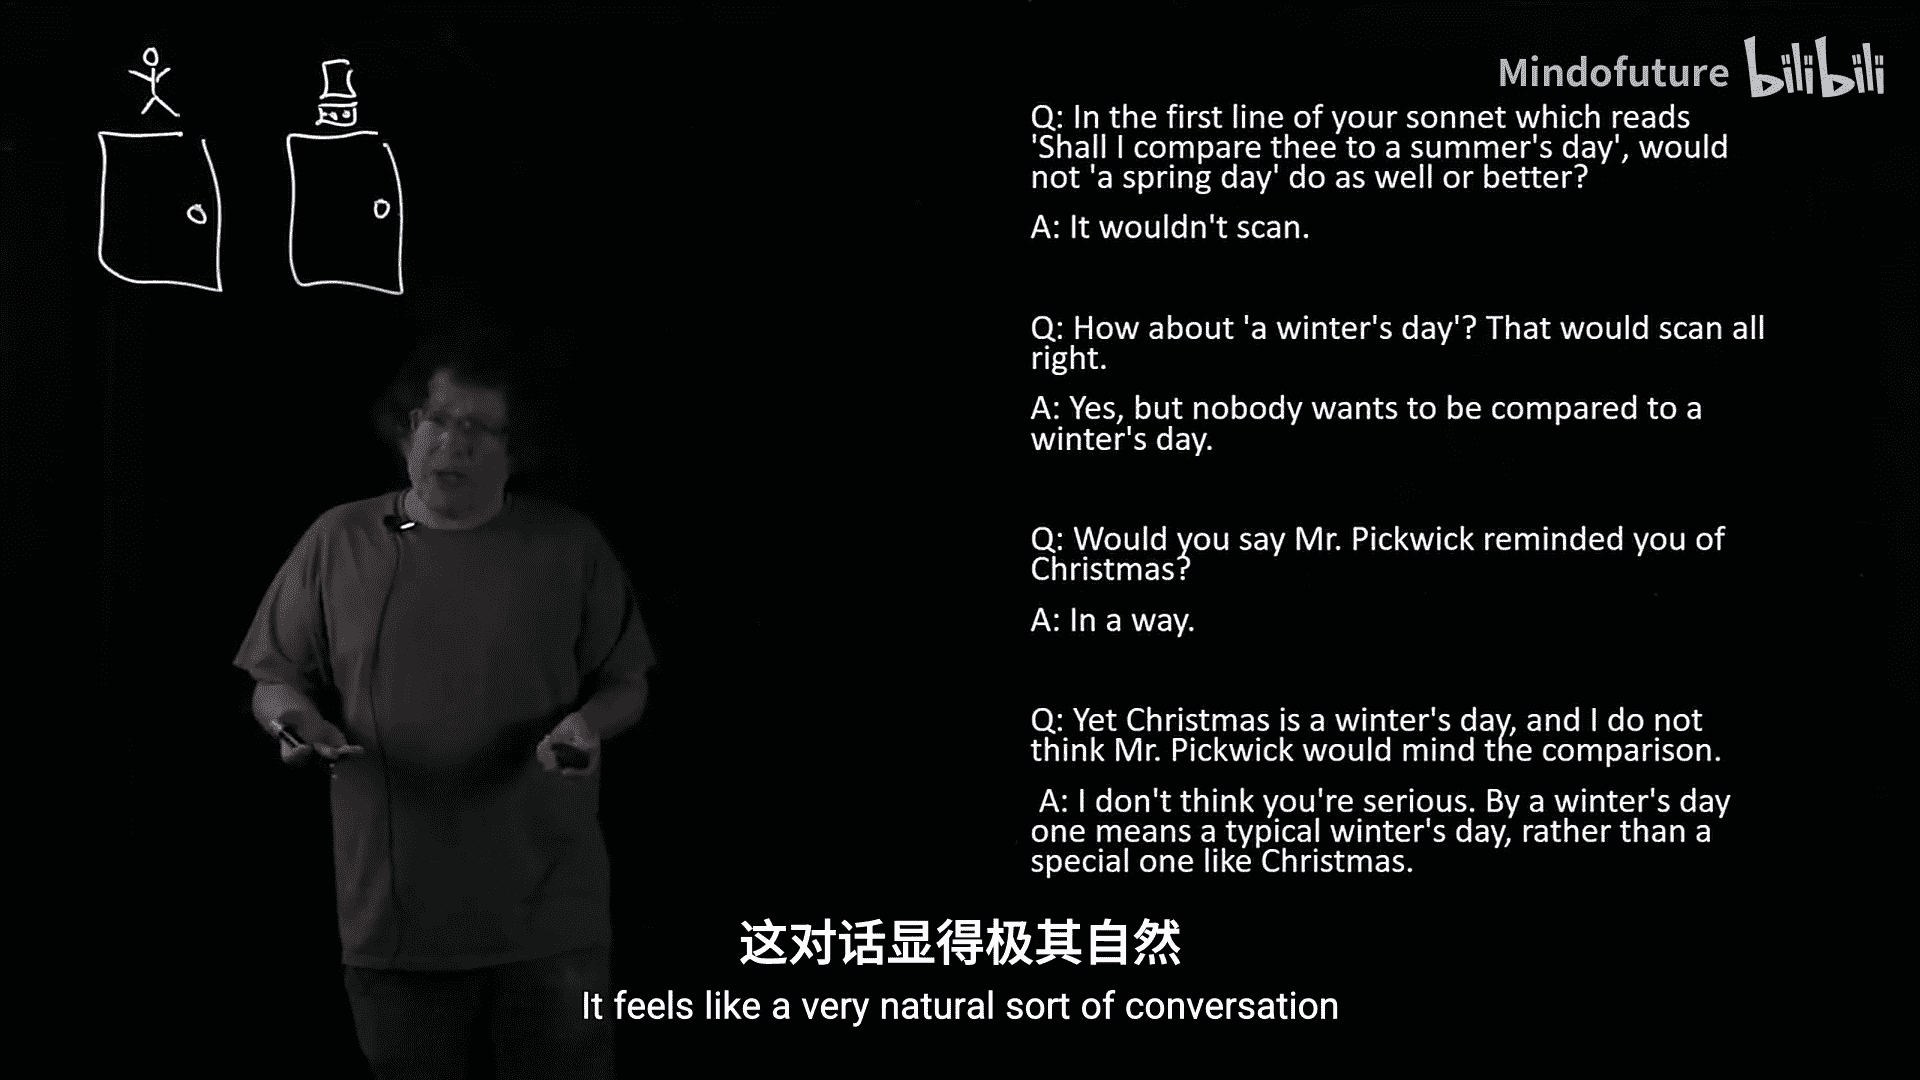 Mindofuture bilibili
Q: In the first line of your sonnet which reads
'Shall I compare thee to a summer's day', would
not 'a spring day' do as well or better?
A: It wouldn't scan.
Q: How about 'a winter's day'? That would scan all
right.
A: Yes, but nobody wants to be compared to a
winter's day.
Q: Would you say Mr. Pickwick reminded you of
Christmas?
A: In a way.
Q: Yet Christmas is a winter's day, and I do not
think Mr. Pickwick would mind the comparison.
A: I don't think you're serious. By a winter's day
one means a typical winter's day, rather than a
special one like Christmas.
这对话显得极其自然
It feels like a very natural sort of conversation